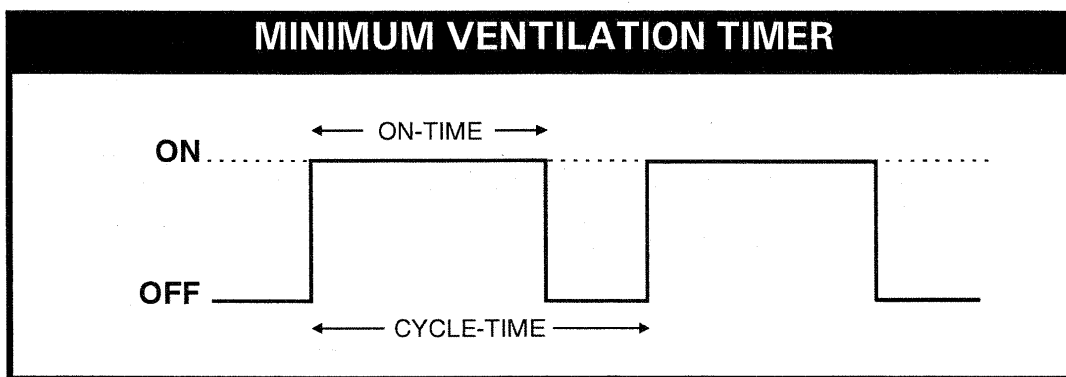 MINIMUM VENTILATION TIMER
ON-TIME
ON
OFF
CYCLE-TIME